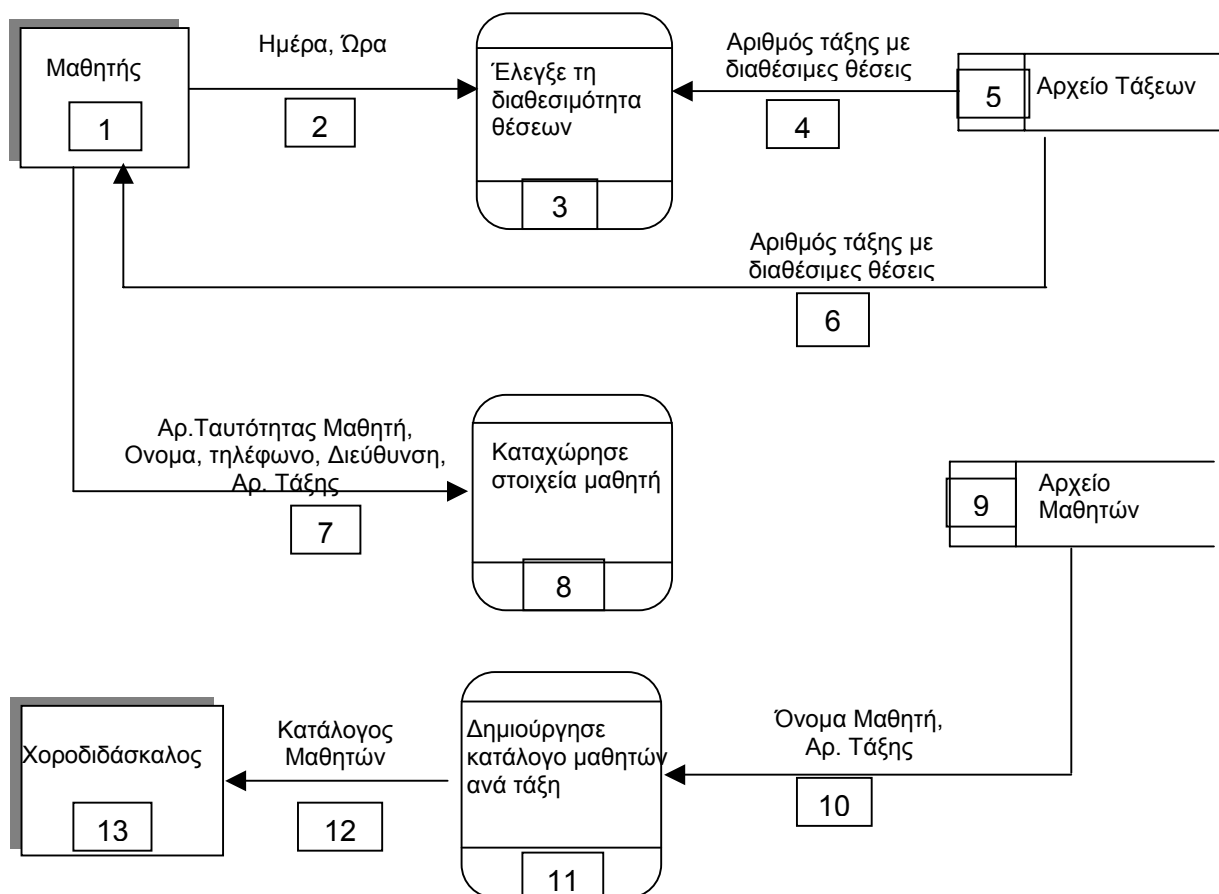 Μαθητής
1
Ημέρα, Ώρα
2
Έλεγξε τη
διαθεσιμότητα
θέσεων
3
Αριθμός τάξης με
διαθέσιμες θέσεις
4
5
Αρχείο Τάξεων
Αριθμός τάξης με
διαθέσιμες θέσεις
6
Αρ.Ταυτότητας Μαθητή,
Ονομα, τηλέφωνο, Διεύθυνση,
Αρ. Τάξης
7
Καταχώρησε
στοιχεία μαθητή
8
9
Αρχείο
Μαθητών
Όνομα Μαθητή,
Αρ. Τάξης
10
Δημιούργησε
κατάλογο μαθητών
ανά τάξη
11
Κατάλογος
Μαθητών
12
Χοροδιδάσκαλος
13